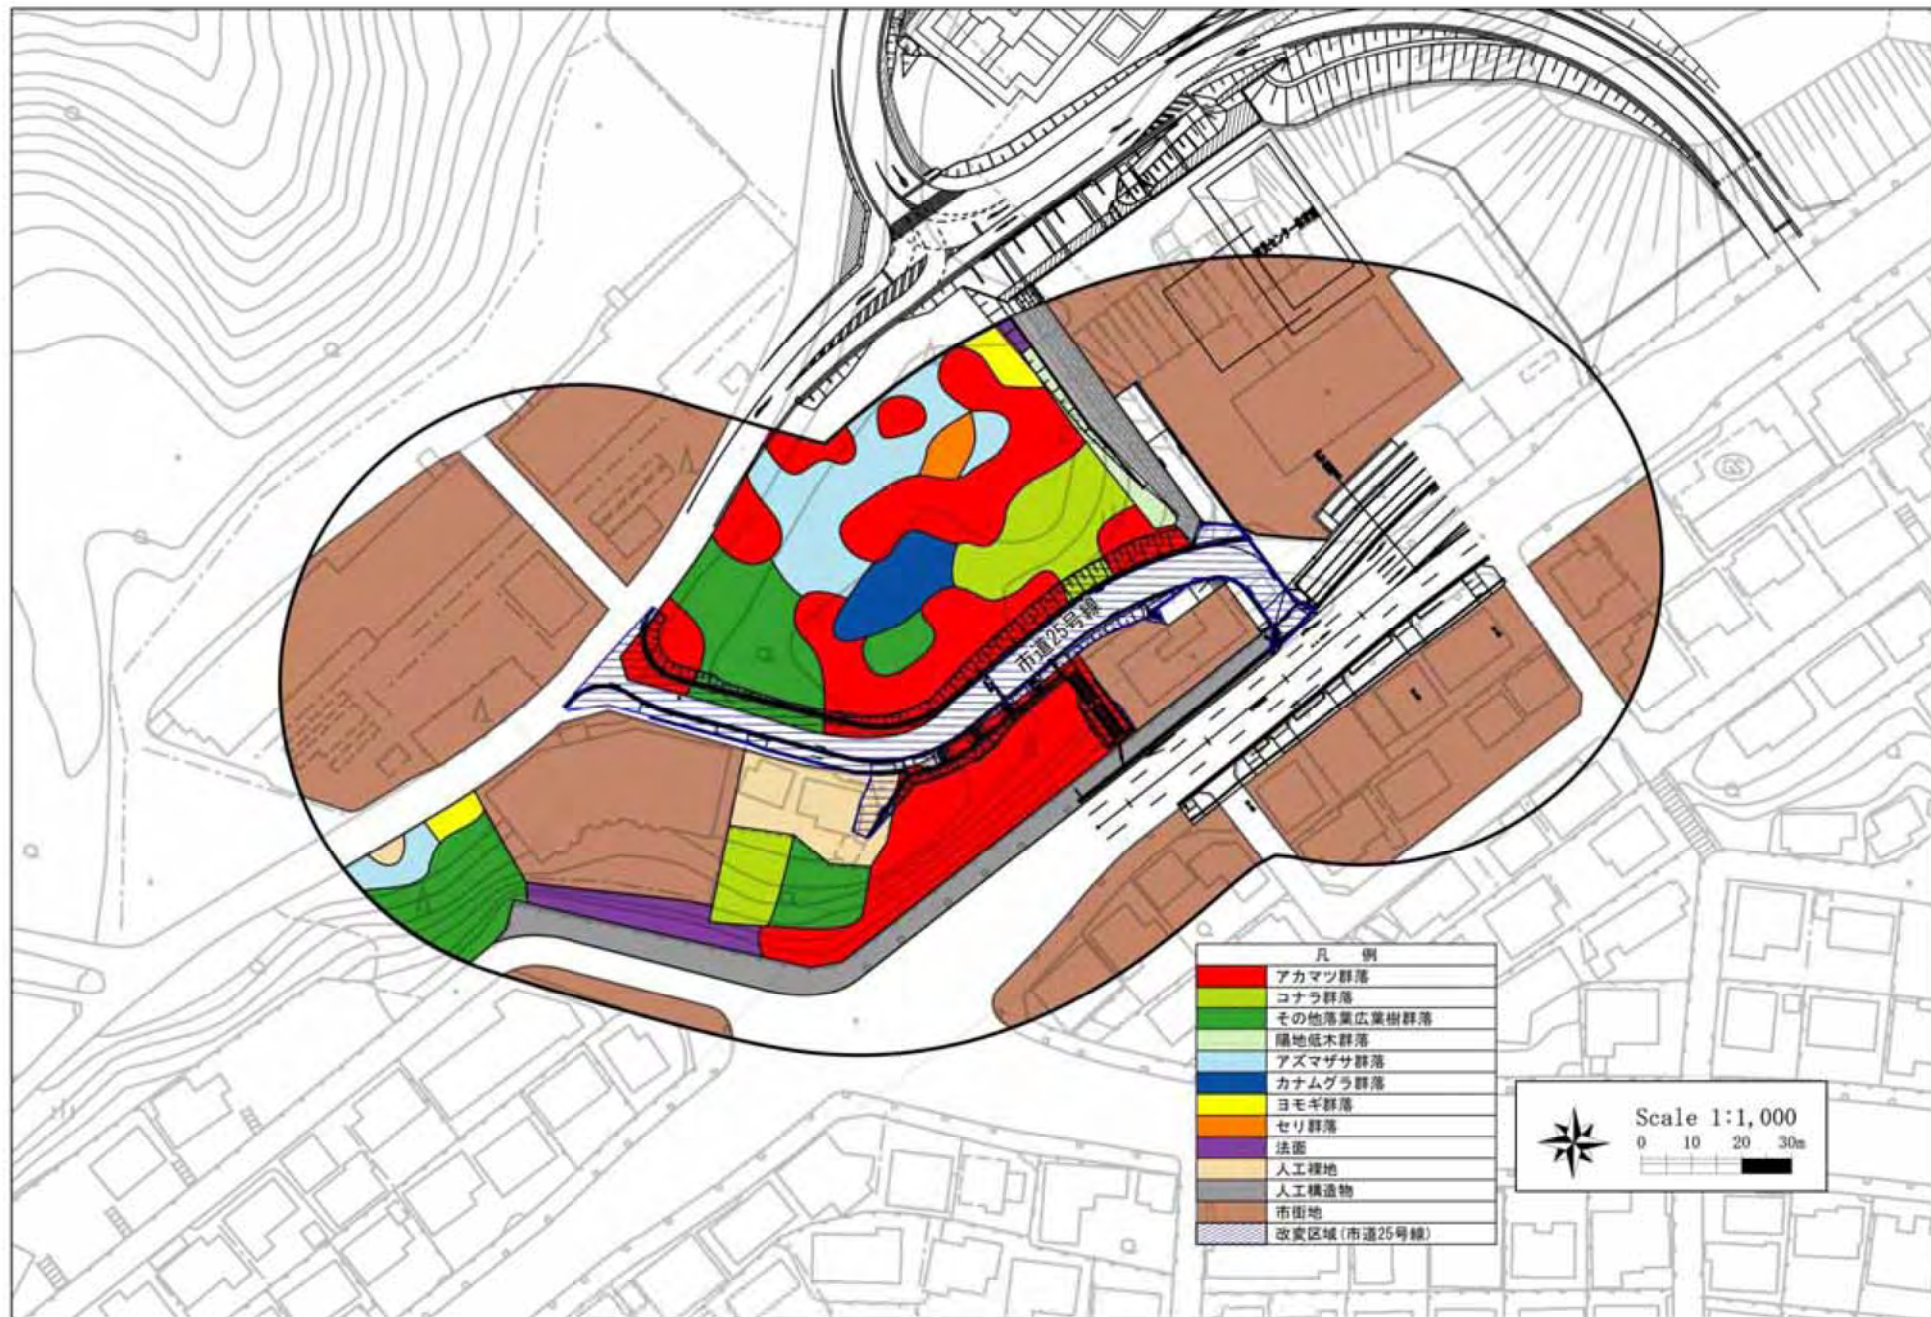 市道25号線
凡 例
アカマツ群落
コナラ群落
その他落葉広葉樹群落
陽地低木群落
アズマザサ群落
カナムグラ群落
ヨモギ群落
セリ群落
法面
人工裸地
人工構造物
市街地
改変区域(市道25号線)
Scale 1:1,000
0 10 20 30m